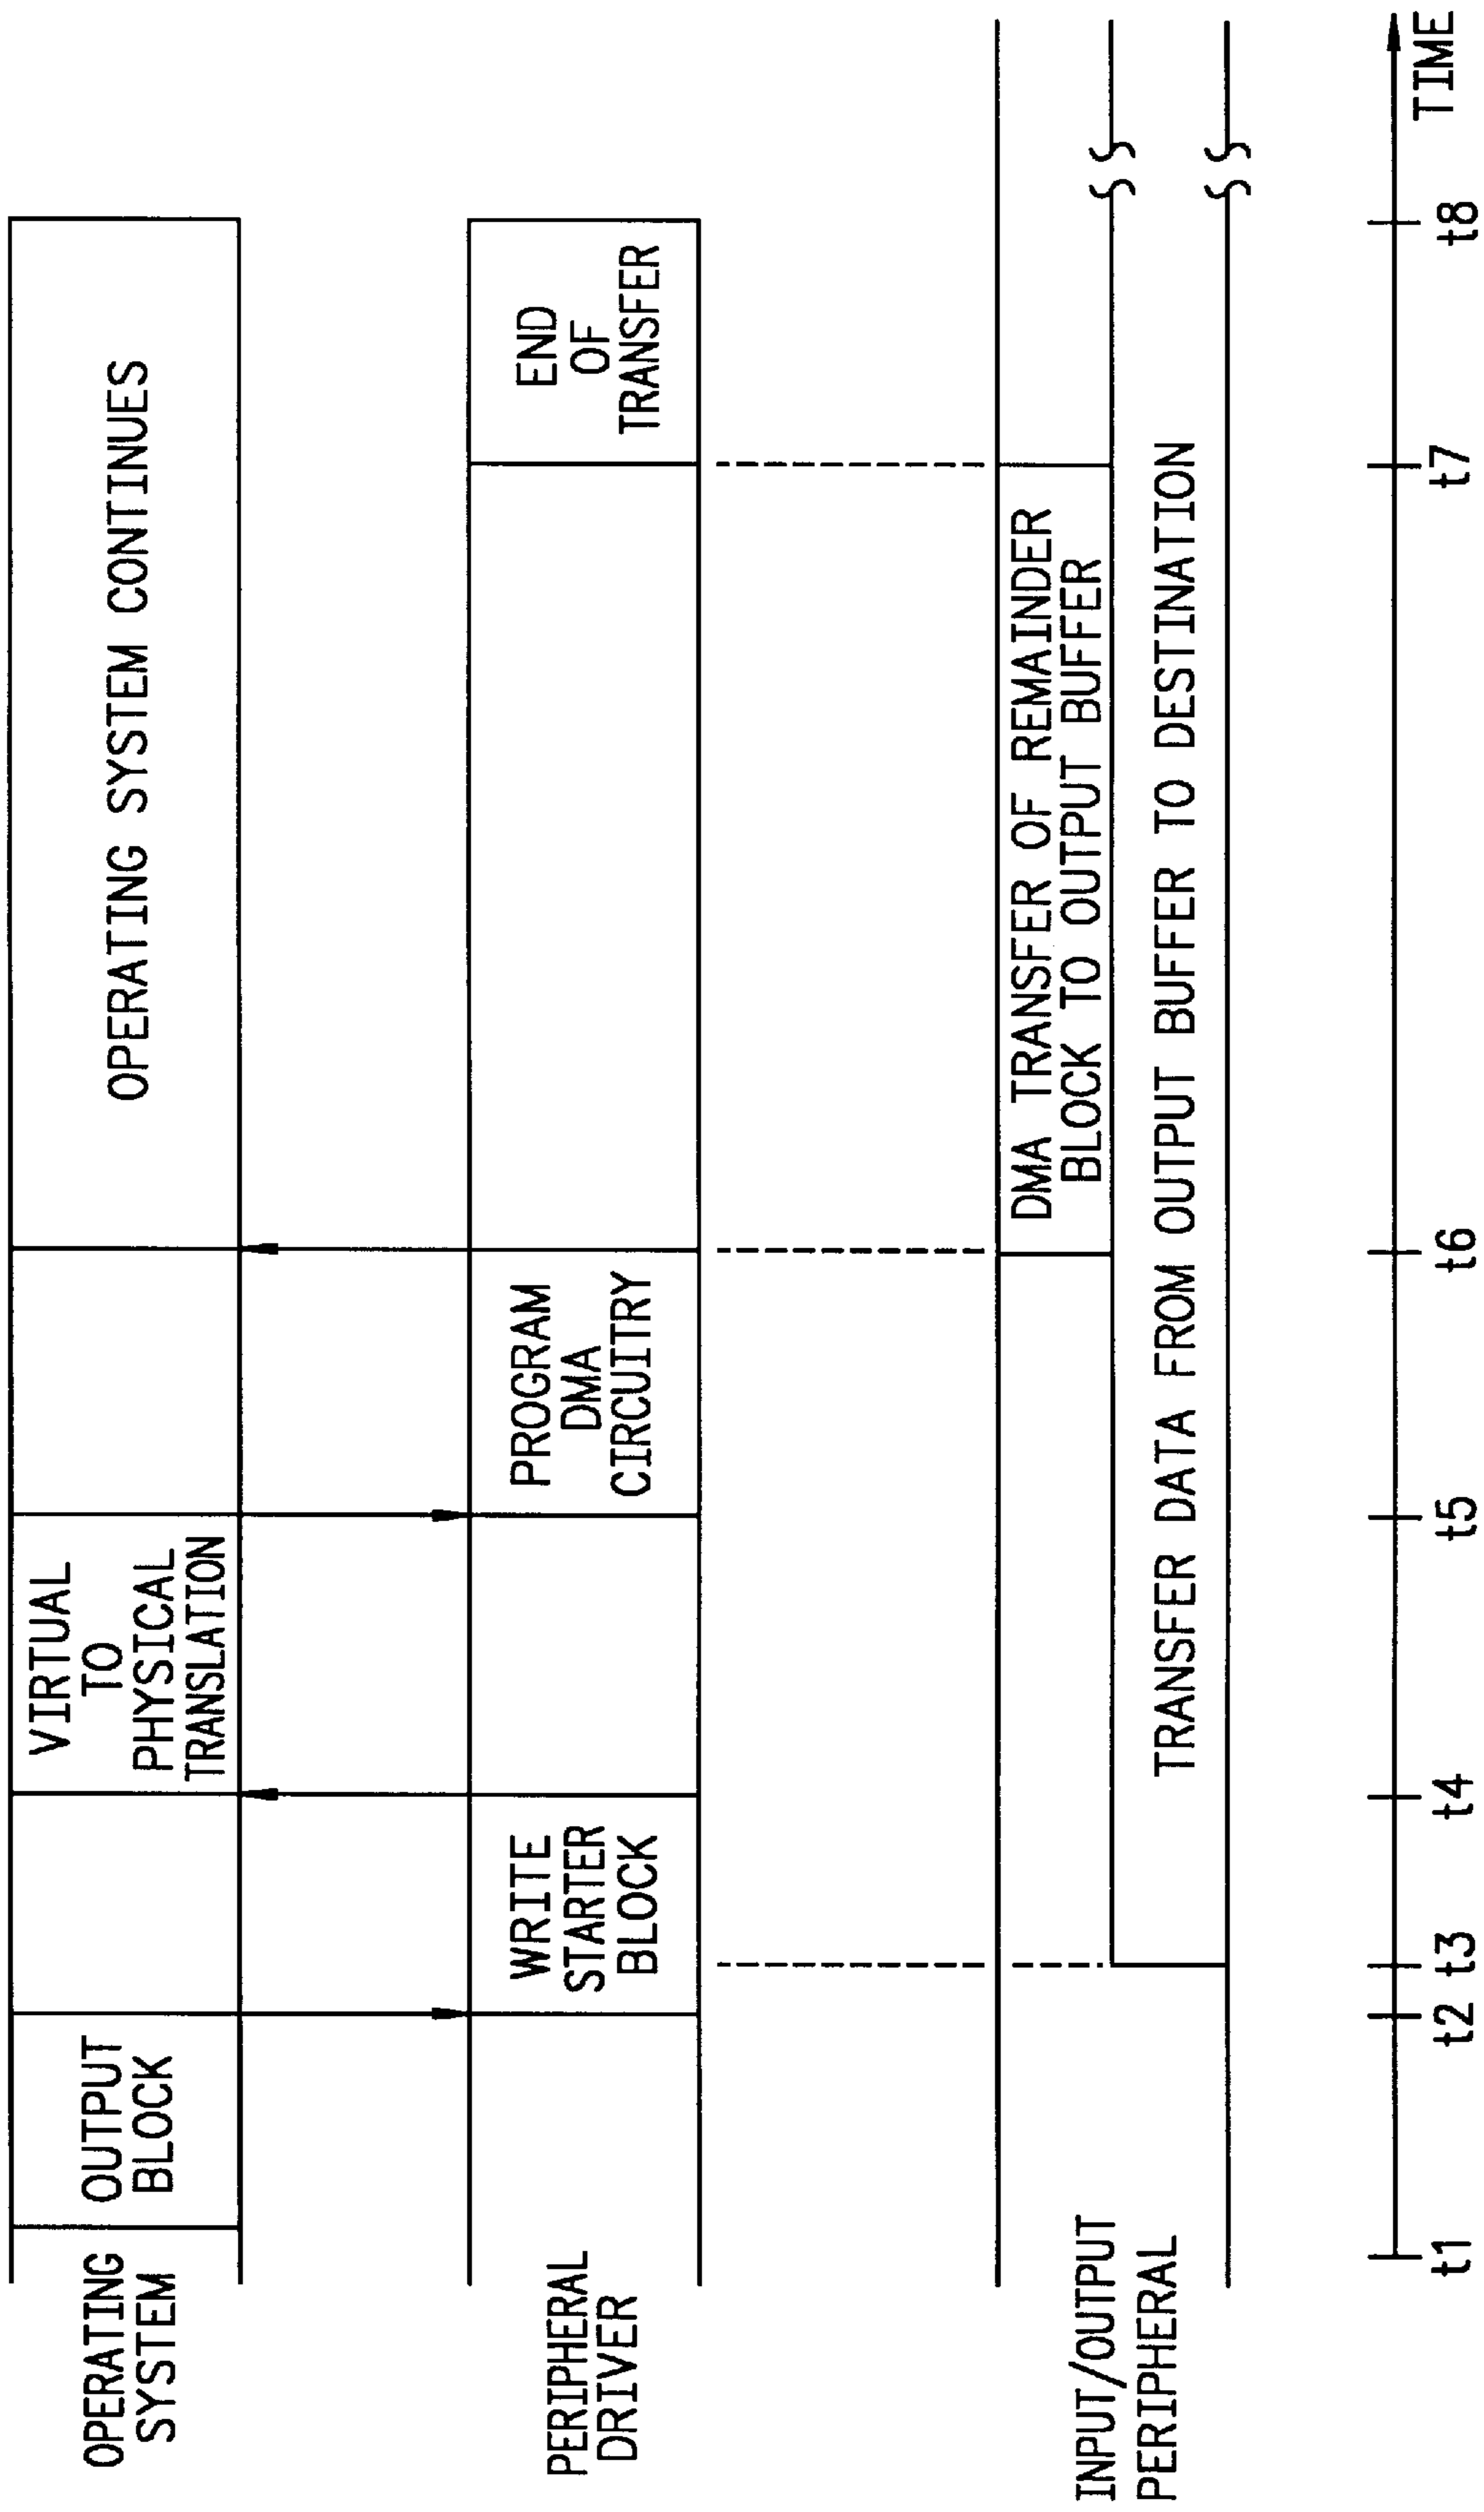 OPERATING
SYSTEM
OUTPUT
BLOCK
VIRTUAL
TO
PHYSICAL
TRANSLATION
OPERATING SYSTEM CONTINUES
PERIPHERAL
DRIVER
WRITE
STARTER
BLOCK
PROGRAM
DMA
CIRCUITRY
END
OF
TRANSFER
INPUT/OUTPUT
PERIPHERAL
DMA TRANSFER OF REMAINDER
BLOCK TO OUTPUT BUFFER
TRANSFER DATA FROM OUTPUT BUFFER TO DESTINATION
t1 t2 t3 t4 t5 t6 t7 t8 TIME